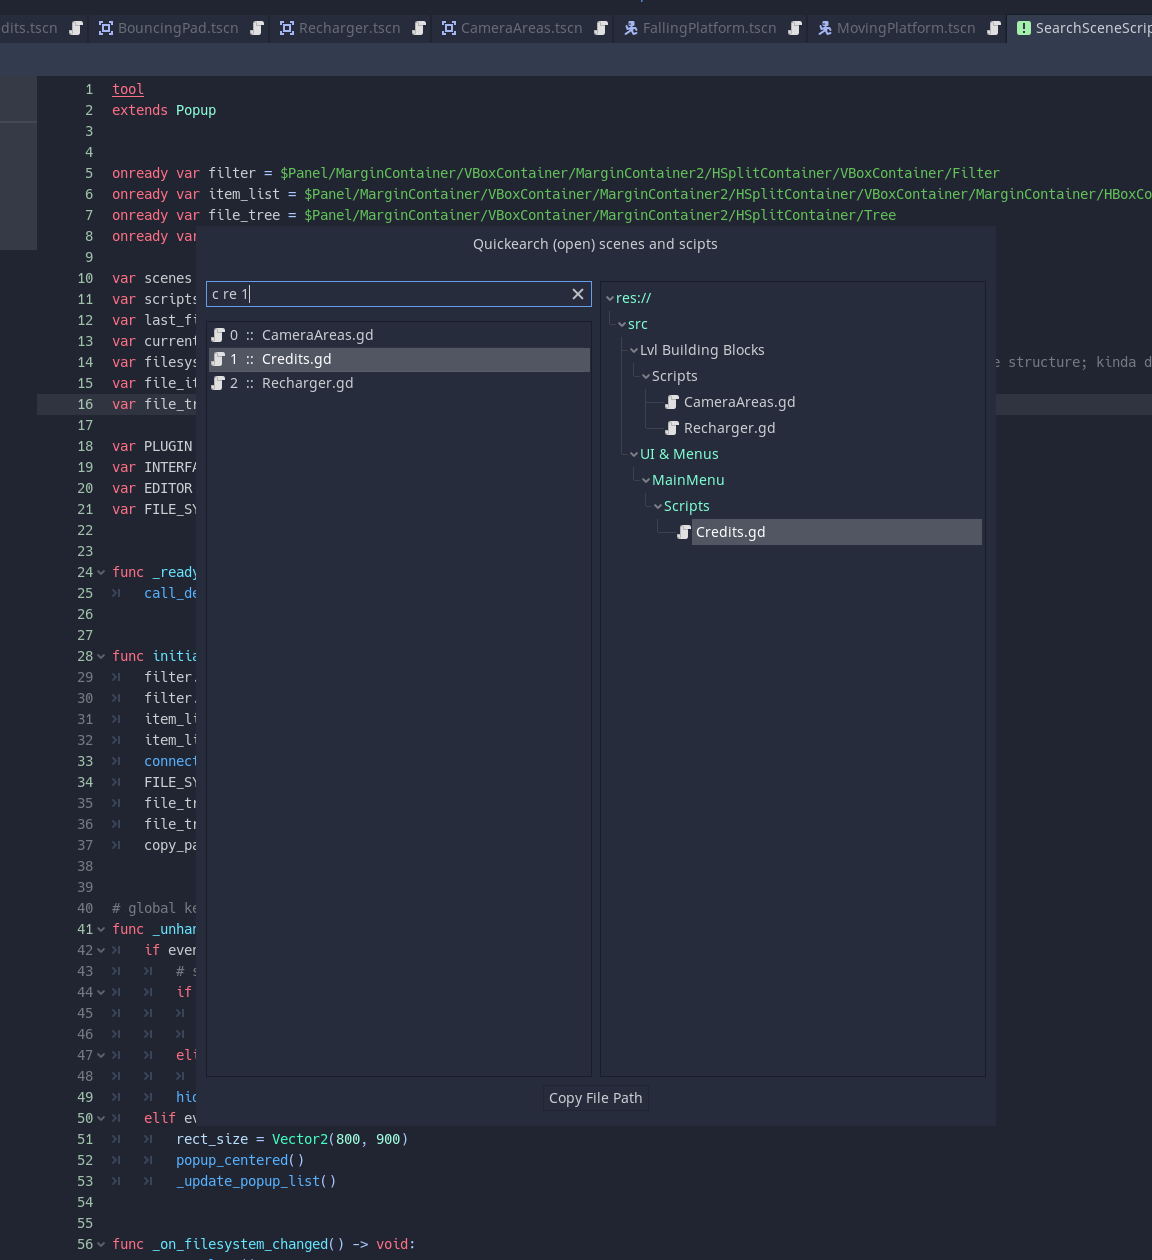 dits.tscn BouncingPad.tscn Recharger.tscn CameraAreas.tscn FallingPlatform.tscn MovingPlatform.tscn SearchSceneScrip
1 tool
2 extends Popup
3
4
5 onready var filter = $Panel/MarginContainer/VBoxContainer/MarginContainer2/HSplitContainer/VBoxContainer/Filter
6 onready var item_list = $Panel/MarginContainer/VBoxContainer/MarginContainer2/HSplitContainer/VBoxContainer/MarginContainer/HBoxCo
7 onready var file_tree = $Panel/MarginContainer/VBoxContainer/MarginContainer2/HSplitContainer/Tree
8 onready var
9
10 var scenes
11 var scripts
12 var last_fi
13 var current
14 var filesys e structure; kinda d
15 var file_it
16 var file_tr
17
18 var PLUGIN
19 var INTERFA
20 var EDITOR
21 var FILE_SY
22
23
24 func _ready
25 call_de
26
27
28 func initia
29 filter.
30 filter.
31 item_li
32 item_li
33 connect
34 FILE_SY
35 file_tr
36 file_tr
37 copy_pa
38
39
40 # global ke
41 func _unhan
42 if even
43 # s
44 if
45
46
47 eli
48
49 hid
50 elif ev
51 rect_size = Vector2(800, 900)
52 popup_centered()
53 _update_popup_list()
54
55
56 func _on_filesystem_changed() -> void:
Quickearch (open) scenes and scipts
c re 1
0 :: CameraAreas.gd
1 :: Credits.gd
2 :: Recharger.gd
res://
src
Lvl Building Blocks
Scripts
CameraAreas.gd
Recharger.gd
UI & Menus
MainMenu
Scripts
Credits.gd
Copy File Path